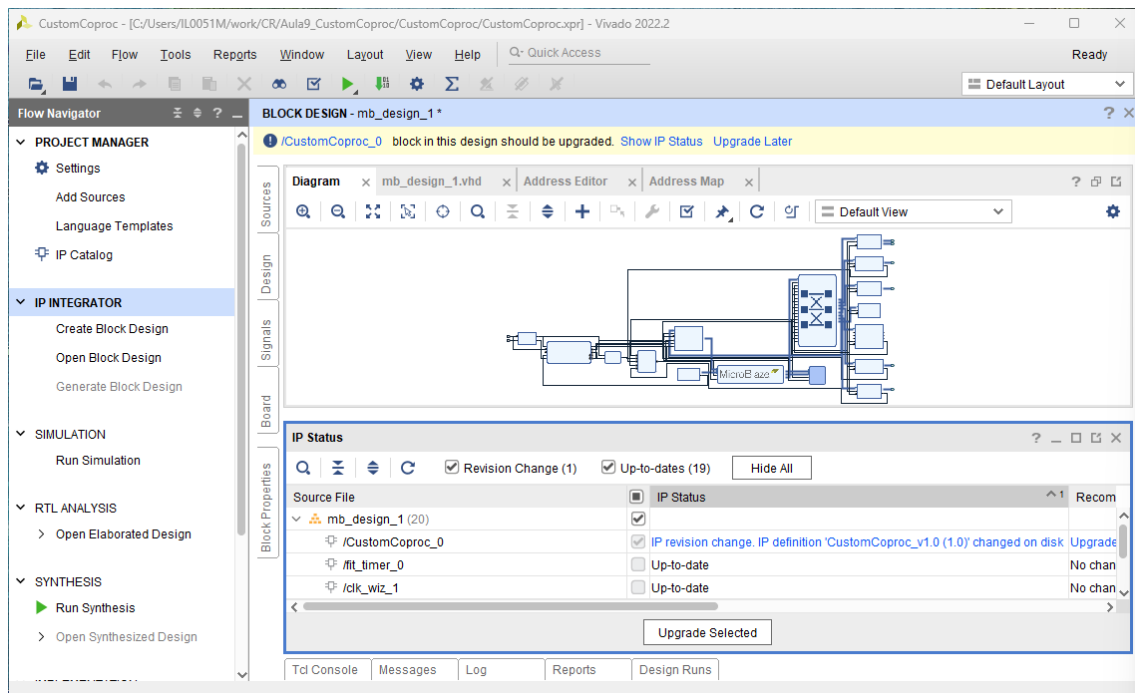 CustomCoproc - [C:/Users/IL0051M/work/CR/Aula9_CustomCoproc/CustomCoproc/CustomCoproc.xpr] - Vivado 2022.2
File Edit Flow Tools Reports Window Layout View Help Q- Quick Access Ready
Default Layout
Flow Navigator
PROJECT MANAGER
Settings
Add Sources
Language Templates
IP Catalog
IP INTEGRATOR
Create Block Design
Open Block Design
Generate Block Design
SIMULATION
Run Simulation
RTL ANALYSIS
Open Elaborated Design
SYNTHESIS
Run Synthesis
Open Synthesized Design
BLOCK DESIGN - mb_design_1 *
/CustomCoproc_0 block in this design should be upgraded. Show IP Status Upgrade Later
Sources
Design
Signals
Board
Block Properties
Diagram mb_design_1.vhd Address Editor Address Map
Default View
MicroBlaze
IP Status
Revision Change (1) Up-to-dates (19) Hide All
Source File IP Status 1 Recom
mb_design_1 (20)
/CustomCoproc_0 IP revision change. IP definition 'CustomCoproc_v1.0 (1.0)' changed on disk Upgrade
/fit_timer_0 Up-to-date No chan
/clk_wiz_1 Up-to-date No chan
Upgrade Selected
Tcl Console Messages Log Reports Design Runs